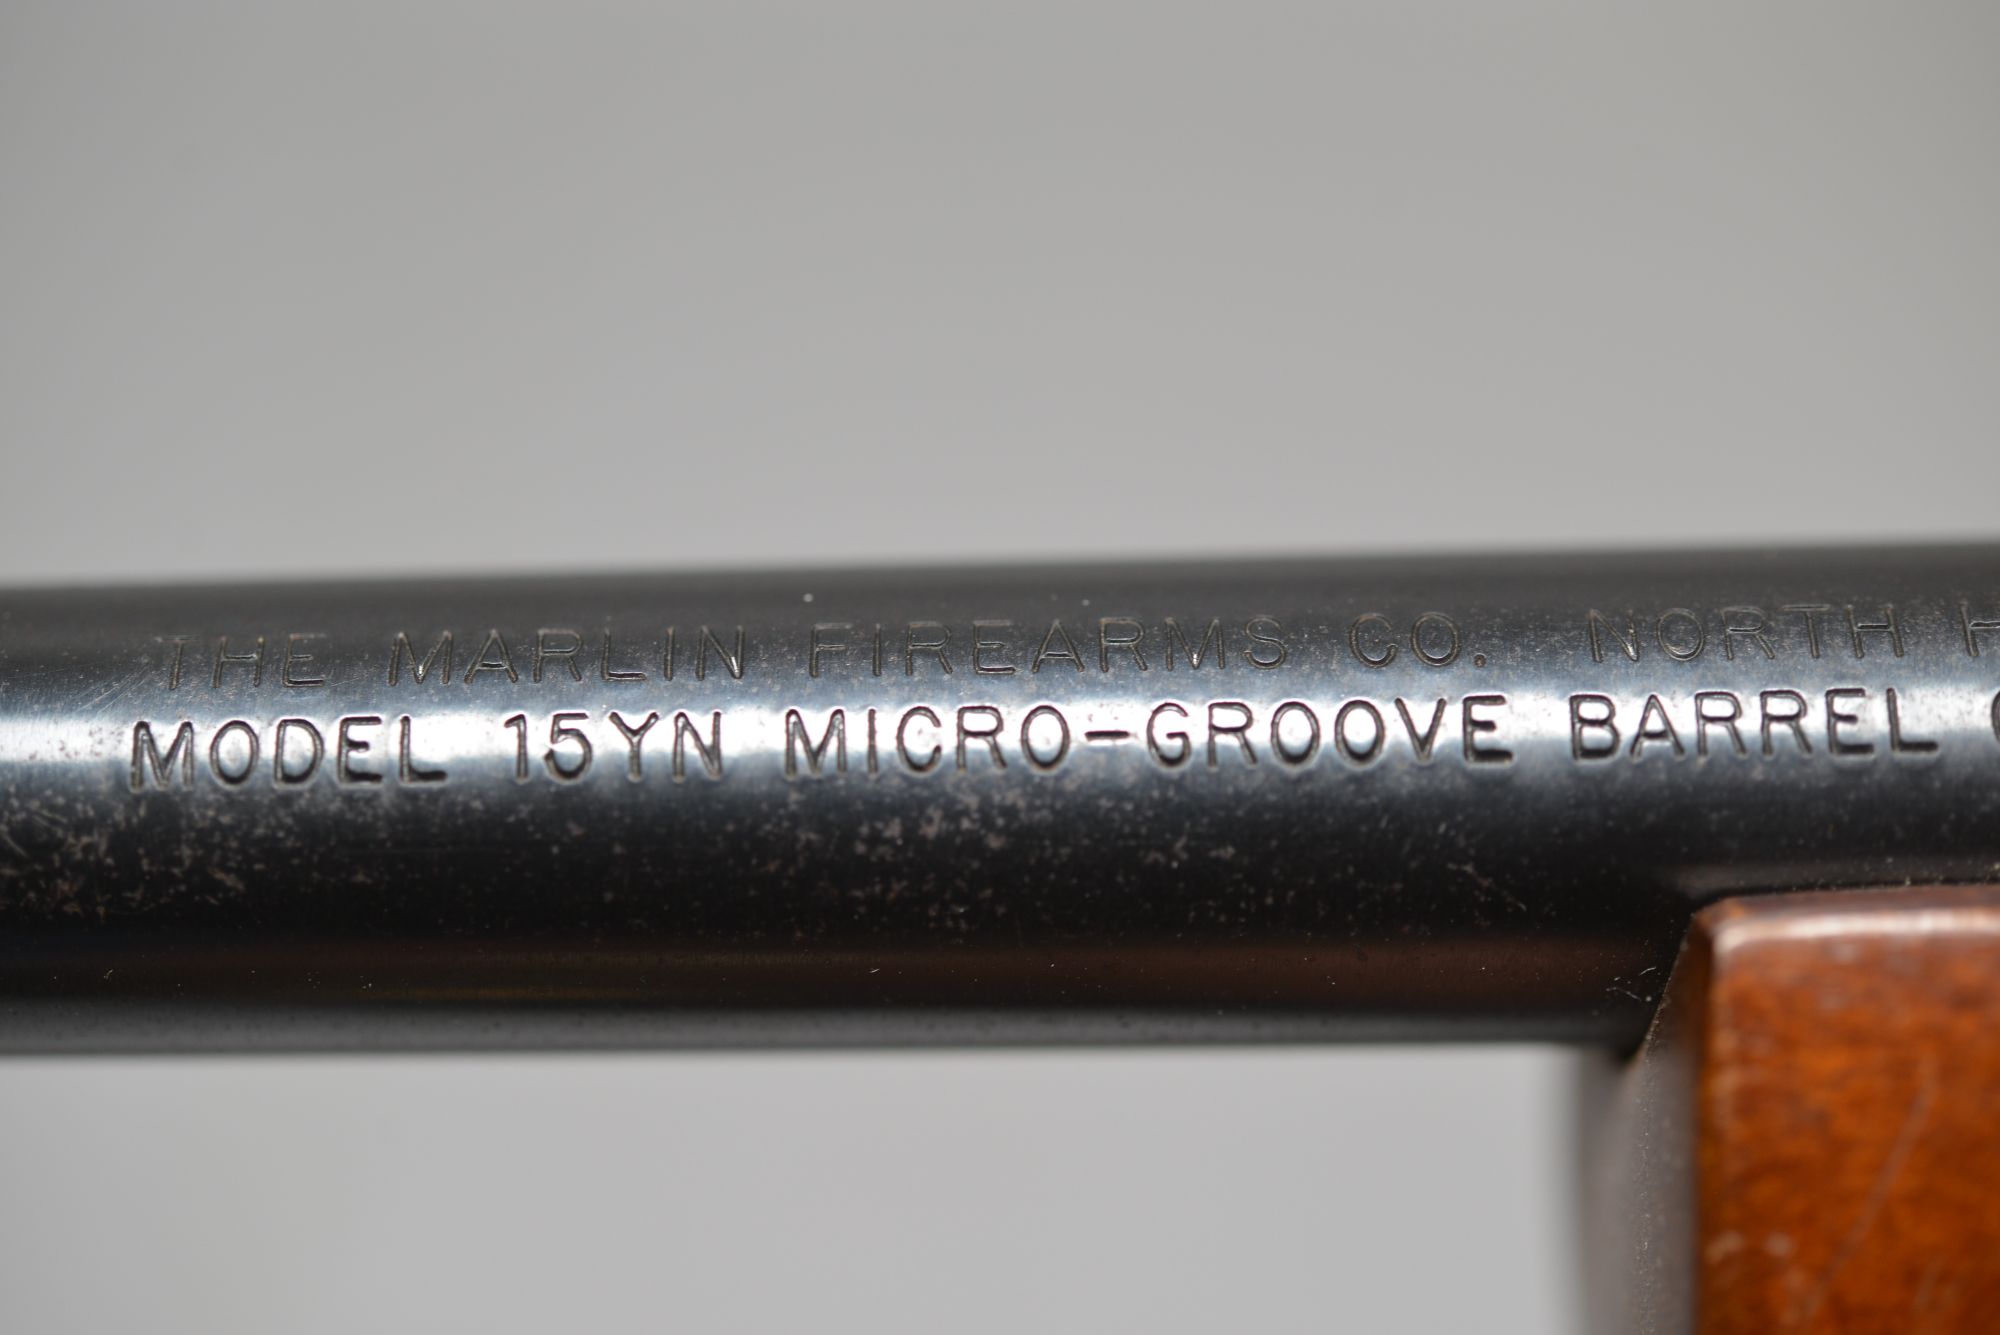 THE MARLIN FIREARMS CO. NORTH H
MODEL 15YN MICRO-GROOVE BARREL